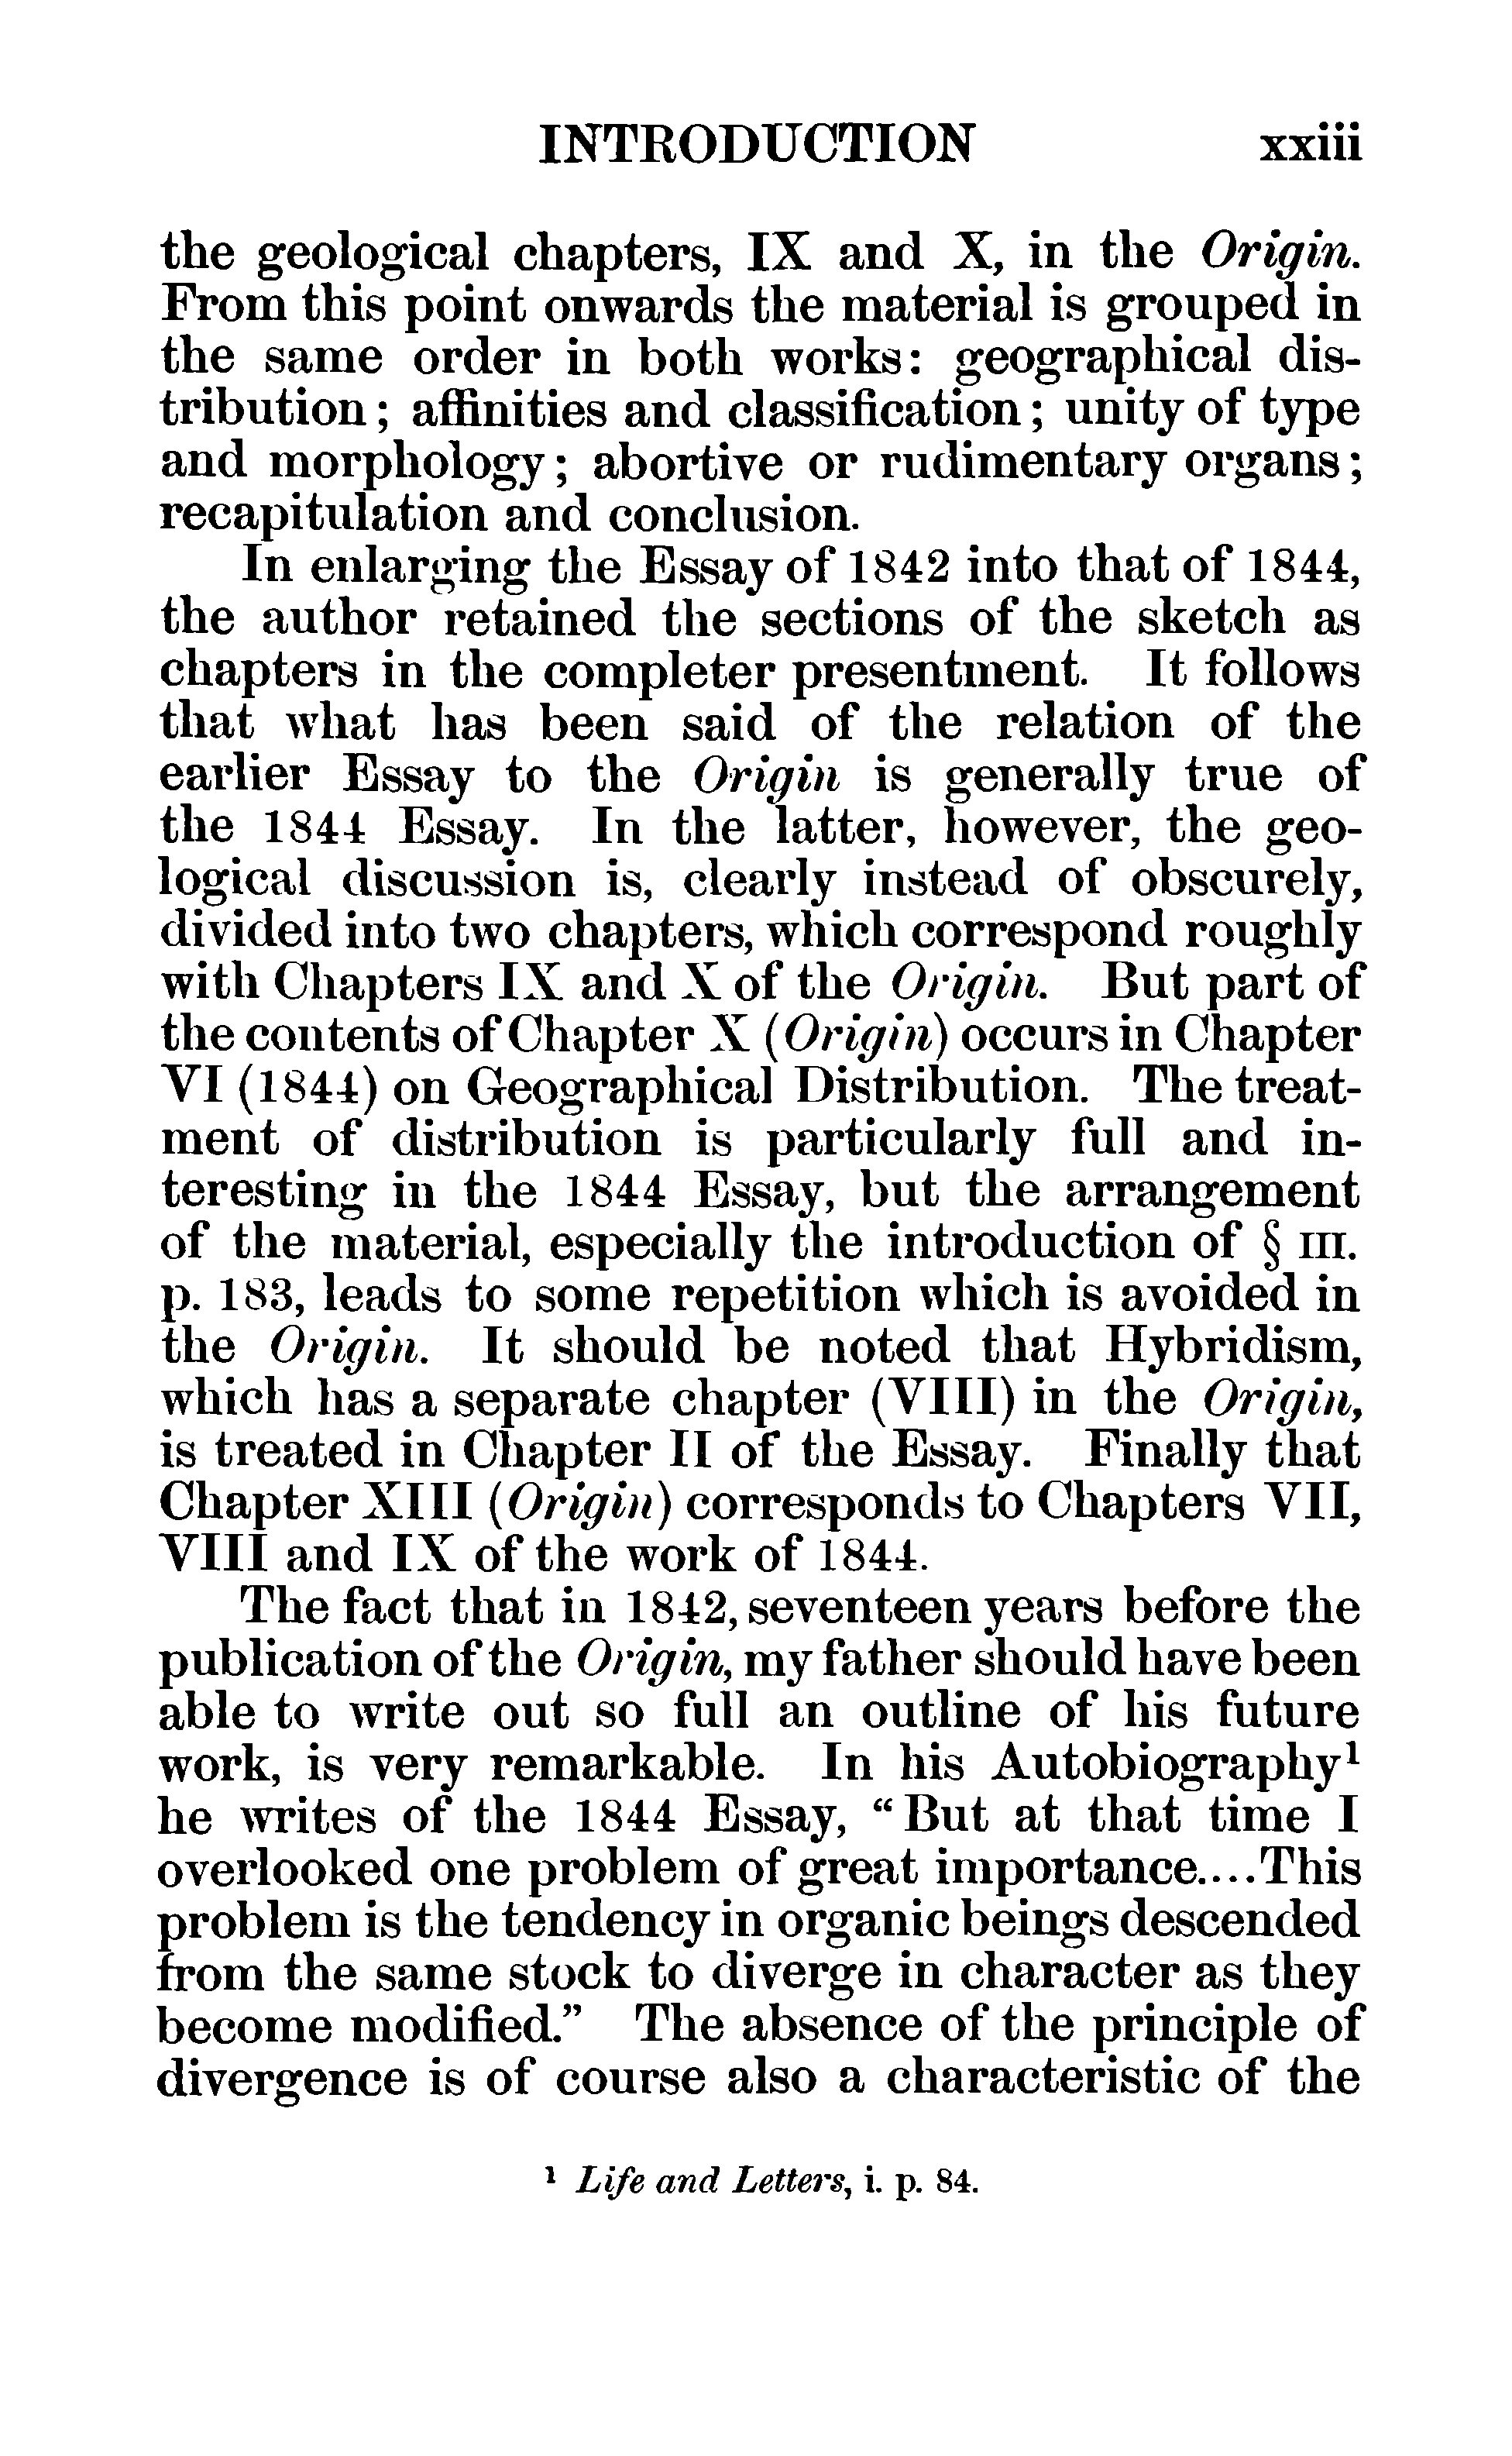 INTRODUCTION xxiii
the geological chapters, IX and X, in the Origin.
From this point onwards the material is grouped in
the same order in both works: geographical dis-
tribution; affinities and classification; unity of type
and morphology; abortive or rudimentary organs;
recapitulation and conclusion.
In enlarging the Essay of 1842 into that of 1844,
the author retained the sections of the sketch as
chapters in the completer presentment. It follows
that what has been said of the relation of the
earlier Essay to the Origin is generally true of
the 1844 Essay. In the latter, however, the geo-
logical discussion is, clearly instead of obscurely,
divided into two chapters, which correspond roughly
with Chapters IX and X of the Origin. But part of
the contents of Chapter X (Origin) occurs in Chapter
VI (1844) on Geographical Distribution. The treat-
ment of distribution is particularly full and in-
teresting in the 1844 Essay, but the arrangement
of the material, especially the introduction of § III.
p. 183, leads to some repetition which is avoided in
the Origin. It should be noted that Hybridism,
which has a separate chapter (VIII) in the Origin,
is treated in Chapter II of the Essay. Finally that
Chapter XIII (Origin) corresponds to Chapters VII,
VIII and IX of the work of 1844.
The fact that in 1842, seventeen years before the
publication of the Origin, my father should have been
able to write out so full an outline of his future
work, is very remarkable. In his Autobiography¹
he writes of the 1844 Essay, “But at that time I
overlooked one problem of great importance....This
problem is the tendency in organic beings descended
from the same stock to diverge in character as they
become modified.” The absence of the principle of
divergence is of course also a characteristic of the
¹ Life and Letters, i. p. 84.